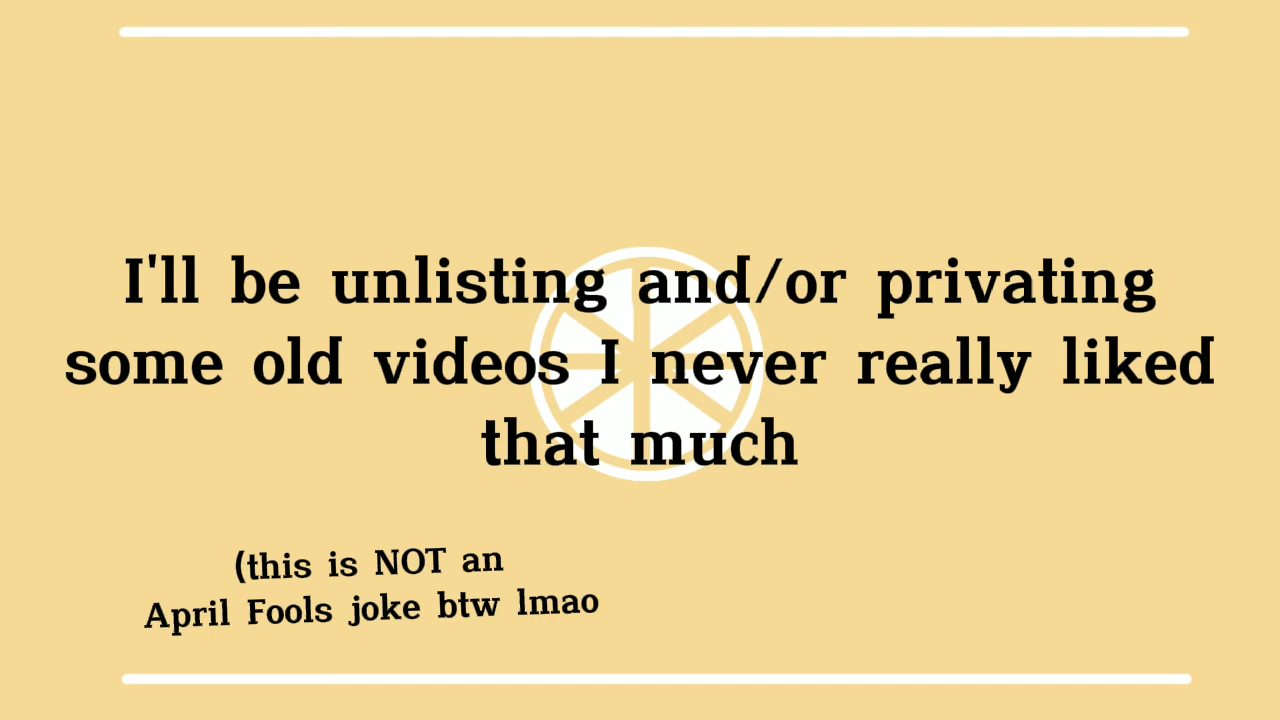 I'll be unlisting and/or privating
some old videos I never really liked
that much
(this is NOT an
April Fools joke btw lmao